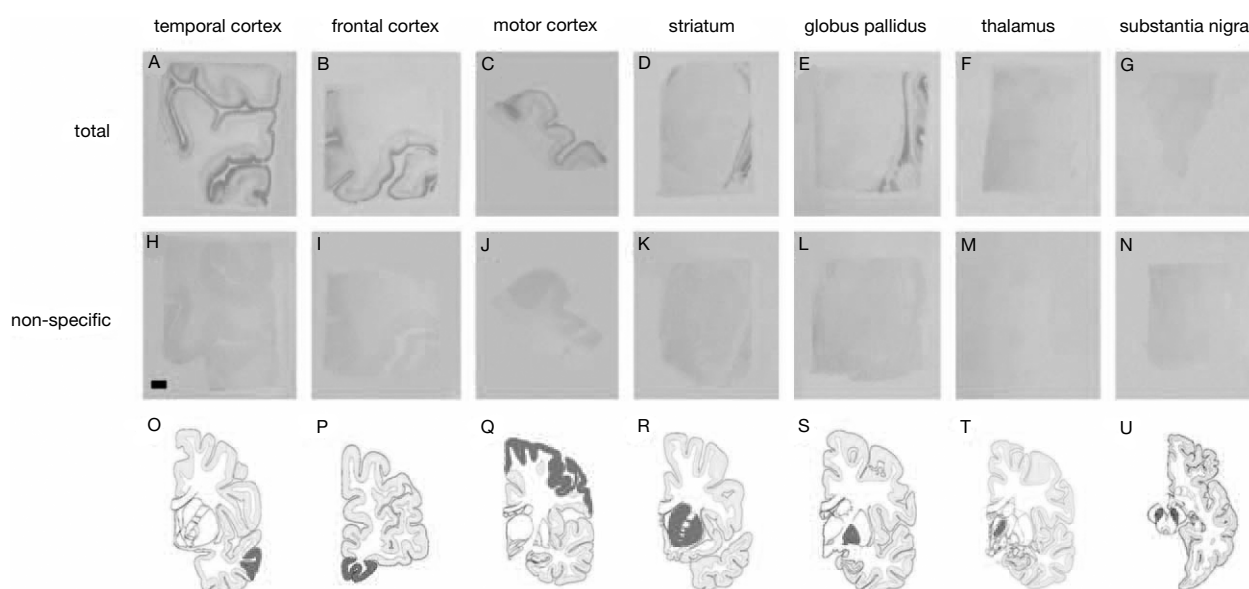 temporal cortex frontal cortex motor cortex striatum globus pallidus thalamus substantia nigra
A B C D E F G
total
H I J K L M N
non-specific
O P Q R S T U